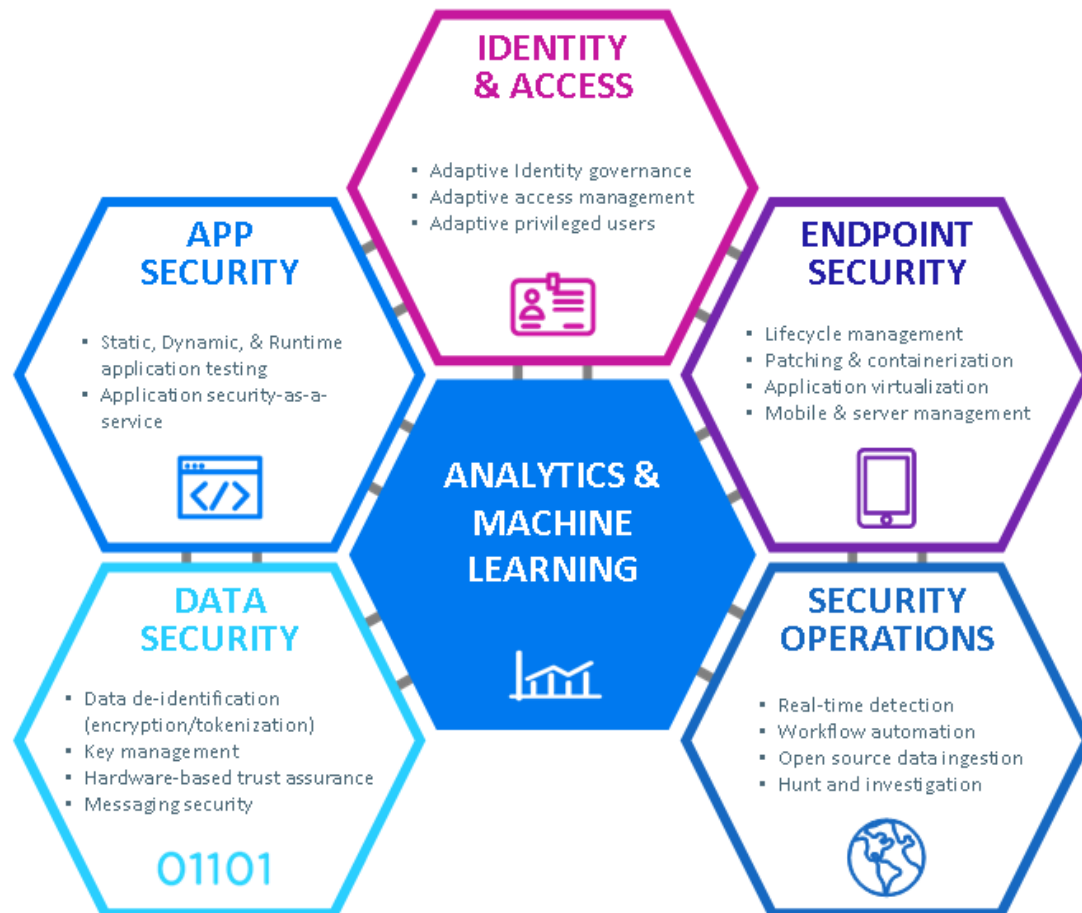 IDENTITY
& ACCESS
▪ Adaptive Identity governance
▪ Adaptive access management
▪ Adaptive privileged users
APP
SECURITY
▪ Static, Dynamic, & Runtime
application testing
▪ Application security-as-a-
service
</>
ENDPOINT
SECURITY
▪ Lifecycle management
▪ Patching & containerization
▪ Application virtualization
▪ Mobile & server management
ANALYTICS &
MACHINE
LEARNING
DATA
SECURITY
▪ Data de-identification
(encryption/tokenization)
▪ Key management
▪ Hardware-based trust assurance
▪ Messaging security
01101
SECURITY
OPERATIONS
▪ Real-time detection
▪ Workflow automation
▪ Open source data ingestion
▪ Hunt and investigation